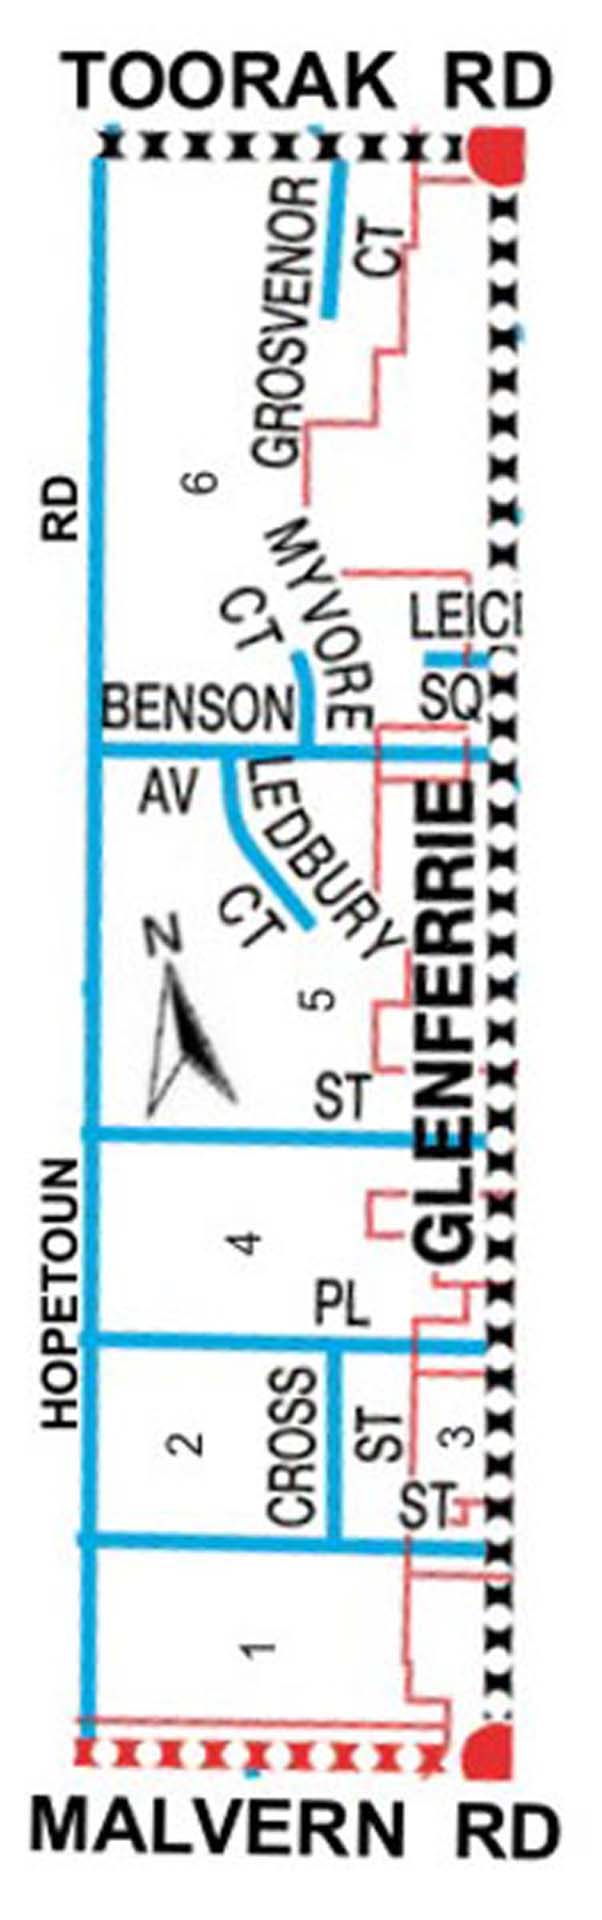 TOORAK RD
GROSVENOR CT
6
RD
MYVORE CT
LEICI
SQ
BENSON
AV
LEDBURY CT
GLENFERRIE
N
5
ST
HOPETOUN
4
PL
2
CROSS ST
3
ST
1
MALVERN RD